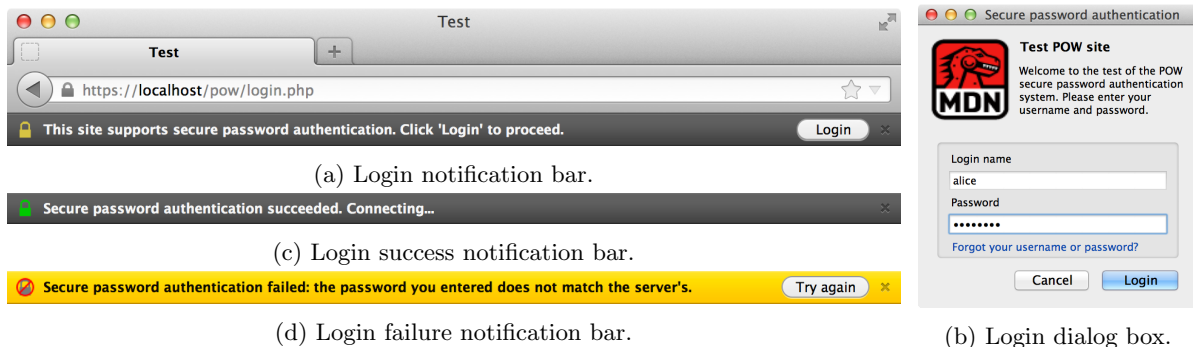 Test
Test
https://localhost/pow/login.php
This site supports secure password authentication. Click 'Login' to proceed.
Login
(a) Login notification bar.
Secure password authentication succeeded. Connecting...
(c) Login success notification bar.
Secure password authentication failed: the password you entered does not match the server's.
Try again
(d) Login failure notification bar.
Secure password authentication
MDN
Test POW site
Welcome to the test of the POW
secure password authentication
system. Please enter your
username and password.
Login name
alice
Password
••••••••
Forgot your username or password?
Cancel
Login
(b) Login dialog box.